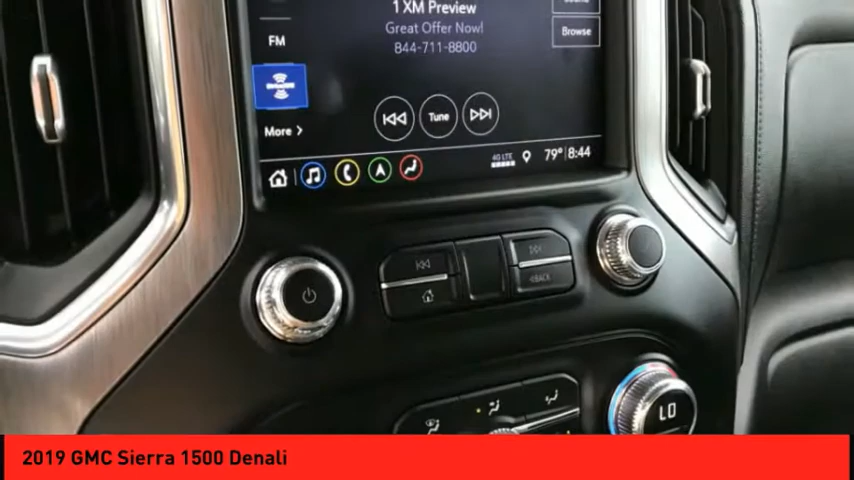 1 XM Preview
Great Offer Now!
844-711-8800
Browse
FM
More >
Tune
4G LTE
79° 8:44
BACK
LO
2019 GMC Sierra 1500 Denali